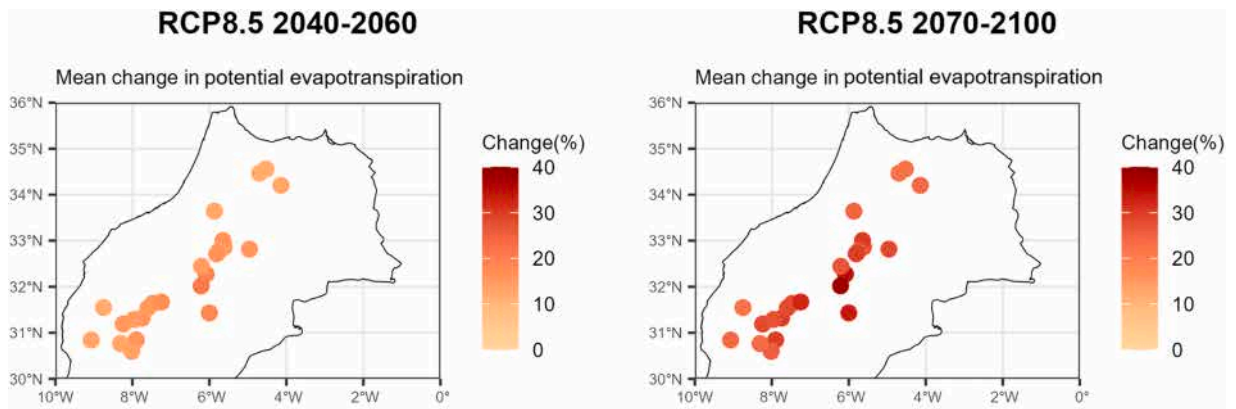 RCP8.5 2040-2060
Mean change in potential evapotranspiration
36°N
35°N
34°N
33°N
32°N
31°N
30°N
10°W 8°W 6°W 4°W 2°W 0°
Change(%)
40
30
20
10
0
RCP8.5 2070-2100
Mean change in potential evapotranspiration
36°N
35°N
34°N
33°N
32°N
31°N
30°N
10°W 8°W 6°W 4°W 2°W 0°
Change(%)
40
30
20
10
0